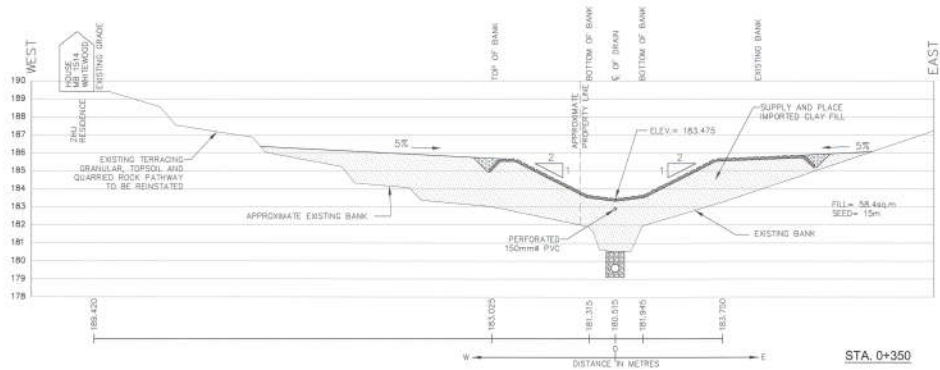 WEST
HOUSE
MB 1514
WHITEWOOD
EXISTING GRADE
TOP OF BANK
BOTTOM OF BANK
℄ OF DRAIN
BOTTOM OF BANK
EXISTING BANK
EAST
190
189
188
187
186
185
184
183
182
181
180
179
178
ZHU
RESIDENCE
APPROXIMATE
PROPERTY LINE
SUPPLY AND PLACE
IMPORTED CLAY FILL
ELEV.= 183.475
5%
5%
2
1
2
1
EXISTING TERRACING
GRANULAR, TOPSOIL AND
QUARRIED ROCK PATHWAY
TO BE REINSTATED
APPROXIMATE EXISTING BANK
FILL= 58.4sq.m
SEED= 15m
PERFORATED
150mmø PVC
EXISTING BANK
189.420
183.025
181.315
180.515
181.945
183.750
0
W
E
DISTANCE IN METRES
STA. 0+350